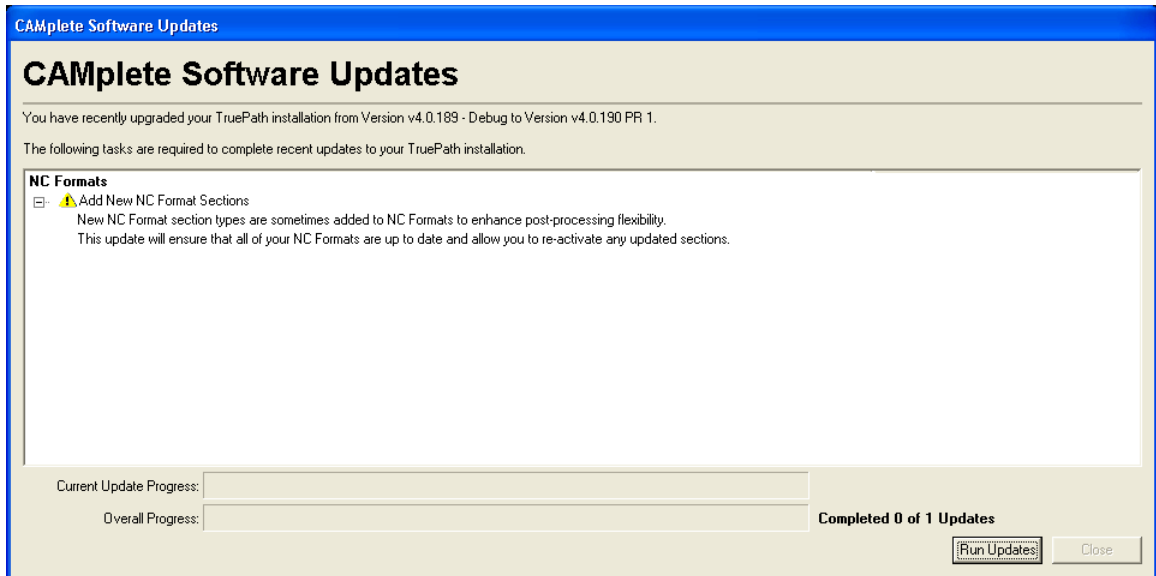 CAMplete Software Updates
CAMplete Software Updates
You have recently upgraded your TruePath installation from Version v4.0.189 - Debug to Version v4.0.190 PR 1.
The following tasks are required to complete recent updates to your TruePath installation.
NC Formats
Add New NC Format Sections
New NC Format section types are sometimes added to NC Formats to enhance post-processing flexibility.
This update will ensure that all of your NC Formats are up to date and allow you to re-activate any updated sections.
Current Update Progress:
Overall Progress:
Completed 0 of 1 Updates
Run Updates
Close